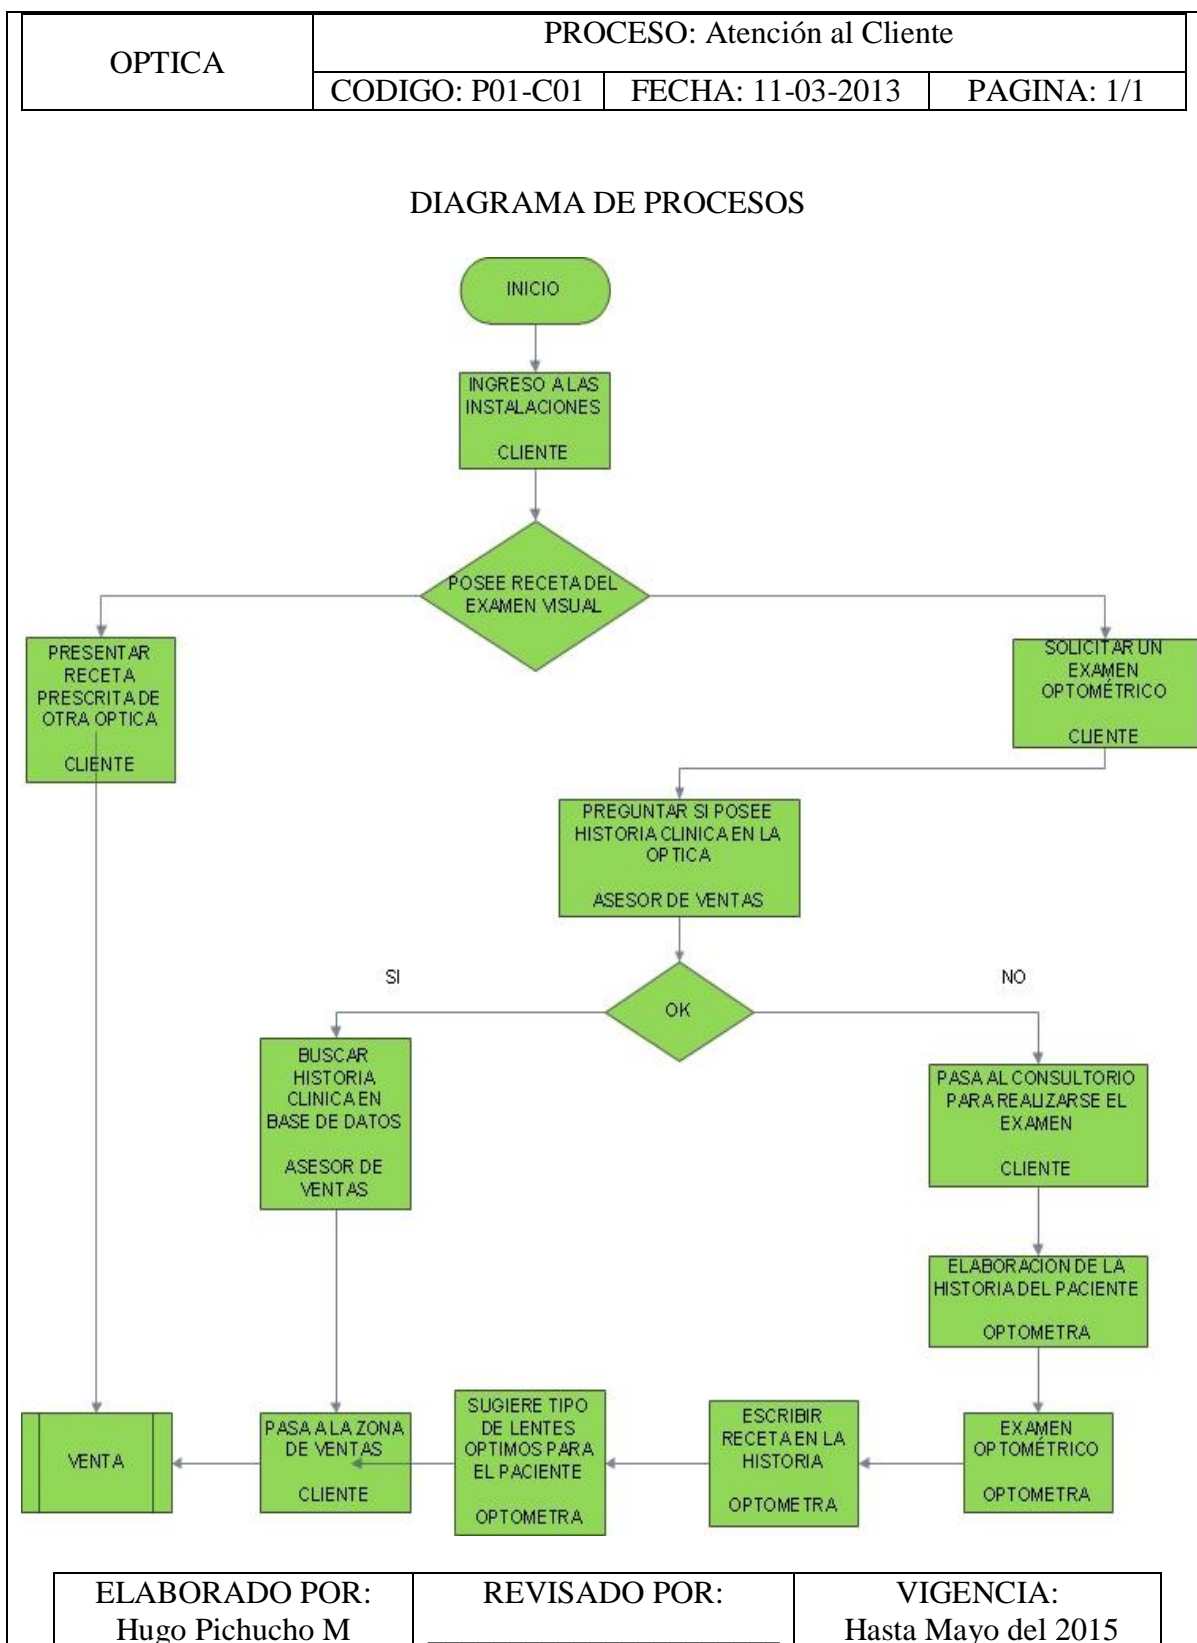 OPTICA
PROCESO: Atención al Cliente
CODIGO: P01-C01
FECHA: 11-03-2013
PAGINA: 1/1
DIAGRAMA DE PROCESOS
INICIO
INGRESO A LAS
INSTALACIONES
CLIENTE
POSEE RECETA DEL
EXAMEN VISUAL
PRESENTAR
RECETA
PRESCRITA DE
OTRA OPTICA
CLIENTE
SOLICITAR UN
EXAMEN
OPTOMÉTRICO
CLIENTE
PREGUNTAR SI POSEE
HISTORIA CLINICA EN LA
OPTICA
ASESOR DE VENTAS
SI
OK
NO
BUSCAR
HISTORIA
CLINICA EN
BASE DE DATOS
ASESOR DE
VENTAS
PASA AL CONSULTORIO
PARA REALIZARSE EL
EXAMEN
CLIENTE
ELABORACION DE LA
HISTORIA DEL PACIENTE
OPTOMETRA
VENTA
PASA A LA ZONA
DE VENTAS
CLIENTE
SUGIERE TIPO
DE LENTES
OPTIMOS PARA
EL PACIENTE
OPTOMETRA
ESCRIBIR
RECETA EN LA
HISTORIA
OPTOMETRA
EXAMEN
OPTOMÉTRICO
OPTOMETRA
ELABORADO POR:
Hugo Pichucho M
REVISADO POR:
VIGENCIA:
Hasta Mayo del 2015